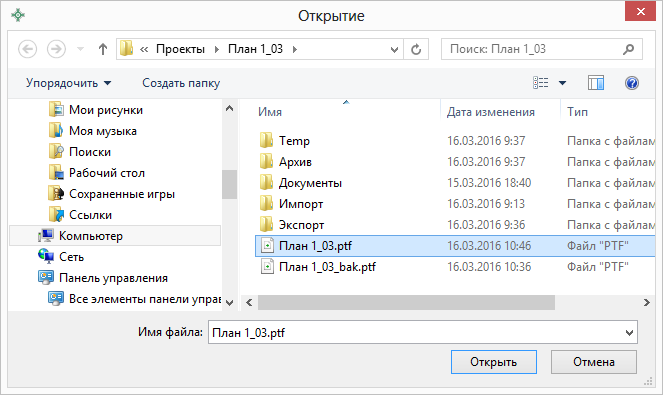 Открытие
« Проекты › План 1_03 ›
Поиск: План 1_03
Упорядочить
Создать папку
Мои рисунки
Моя музыка
Поиски
Рабочий стол
Сохраненные игры
Ссылки
Компьютер
Сеть
Панель управления
Все элементы панели управ
Имя Дата изменения Тип
Temp 16.03.2016 9:37 Папка с файлам
Архив 16.03.2016 9:37 Папка с файлам
Документы 15.03.2016 18:40 Папка с файлам
Импорт 16.03.2016 9:13 Папка с файлам
Экспорт 16.03.2016 9:36 Папка с файлам
План 1_03.ptf 16.03.2016 10:46 Файл "PTF"
План 1_03_bak.ptf 16.03.2016 10:36 Файл "PTF"
Имя файла: План 1_03.ptf
Открыть Отмена